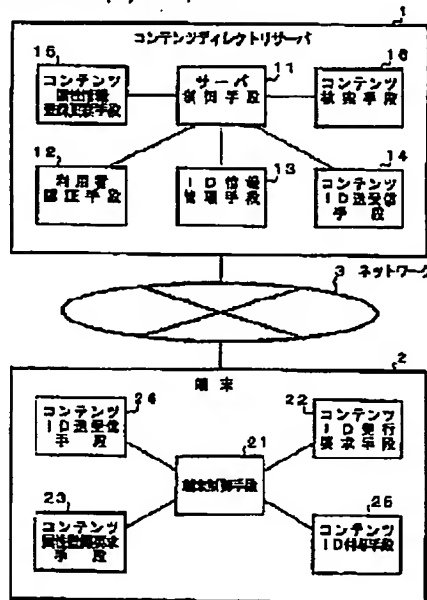 1
コンテンツディレクトリサーバ
15
コンテンツ
属性情報
登録更新手段
サーバ
制御手段
11
16
コンテンツ
検索手段
12
利用者
認証手段
13
ID情報
管理手段
14
コンテンツ
ID送受信
手段
3 ネットワーク
2
端末
24
コンテンツ
ID送受信
手段
22
コンテンツ
ID発行
要求手段
21
端末制御手段
23
コンテンツ
属性登録要求
手段
25
コンテンツ
ID付与手段